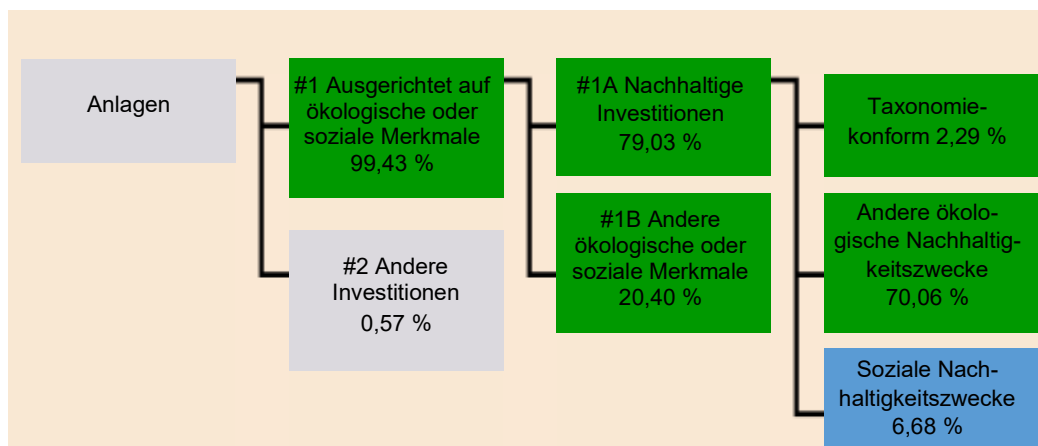 Anlagen
#1 Ausgerichtet auf
ökologische oder
soziale Merkmale
99,43 %
#2 Andere
Investitionen
0,57 %
#1A Nachhaltige
Investitionen
79,03 %
#1B Andere
ökologische oder
soziale Merkmale
20,40 %
Taxonomie-
konform 2,29 %
Andere ökolo-
gische Nachhaltig-
keitszwecke
70,06 %
Soziale Nach-
haltigkeitszwecke
6,68 %